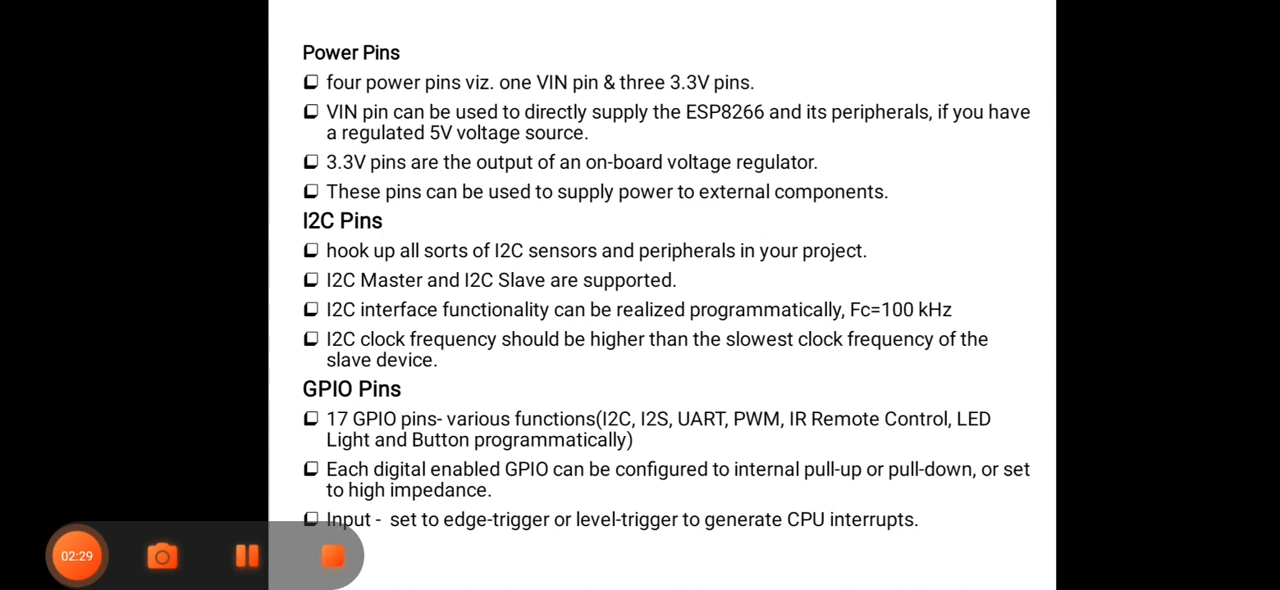 Power Pins
❑ four power pins viz. one VIN pin & three 3.3V pins.
❑ VIN pin can be used to directly supply the ESP8266 and its peripherals, if you have
a regulated 5V voltage source.
❑ 3.3V pins are the output of an on-board voltage regulator.
❑ These pins can be used to supply power to external components.
I2C Pins
❑ hook up all sorts of I2C sensors and peripherals in your project.
❑ I2C Master and I2C Slave are supported.
❑ I2C interface functionality can be realized programmatically, Fc=100 kHz
❑ I2C clock frequency should be higher than the slowest clock frequency of the
slave device.
GPIO Pins
❑ 17 GPIO pins- various functions(I2C, I2S, UART, PWM, IR Remote Control, LED
Light and Button programmatically)
❑ Each digital enabled GPIO can be configured to internal pull-up or pull-down, or set
to high impedance.
❑ Input - set to edge-trigger or level-trigger to generate CPU interrupts.
02:29